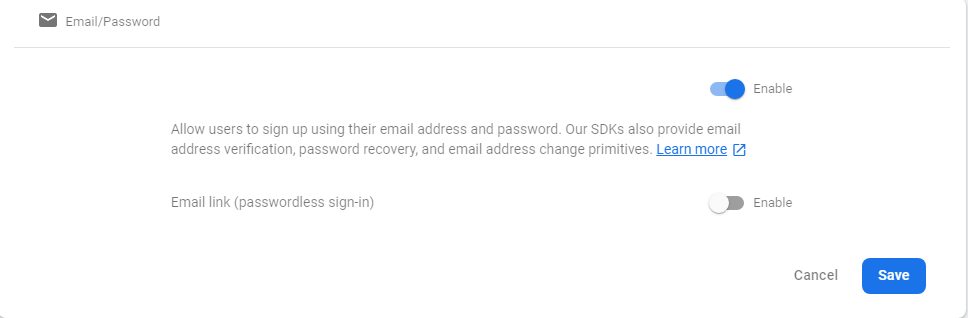 Email/Password
Enable
Allow users to sign up using their email address and password. Our SDKs also provide email
address verification, password recovery, and email address change primitives. Learn more
Email link (passwordless sign-in)
Enable
Cancel
Save